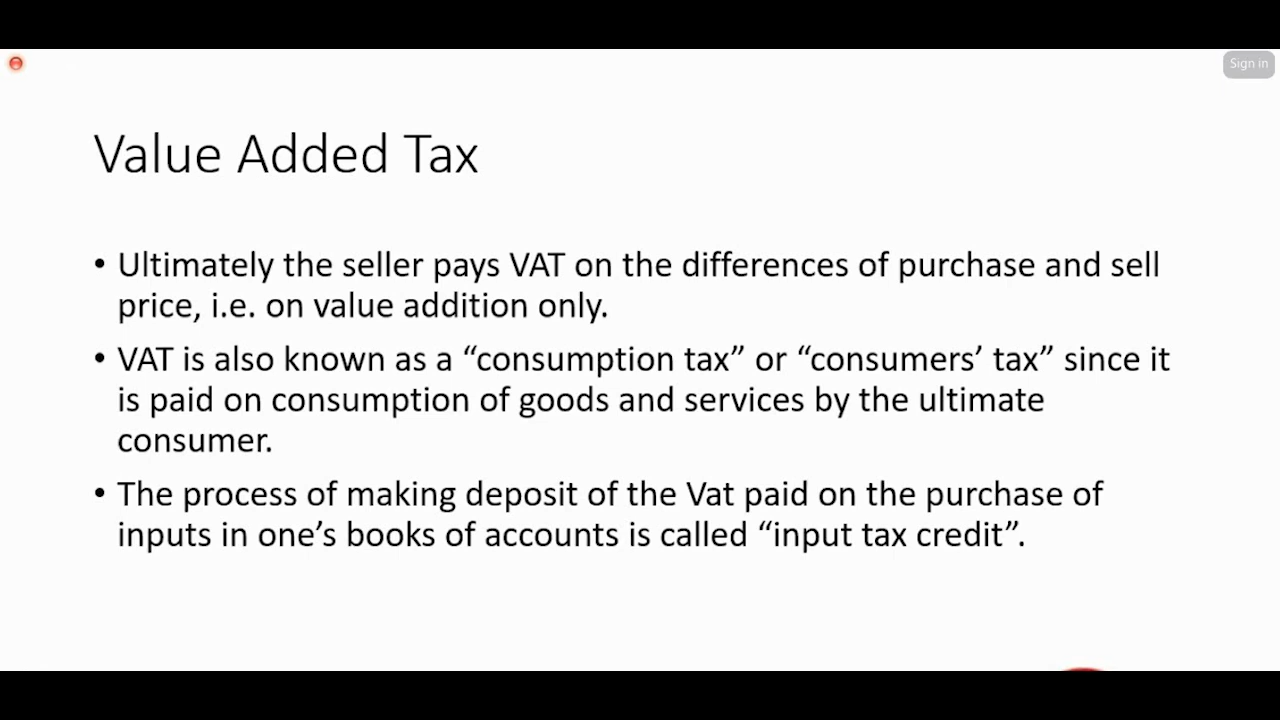 Sign in
Value Added Tax
• Ultimately the seller pays VAT on the differences of purchase and sell
price, i.e. on value addition only.
• VAT is also known as a “consumption tax” or “consumers’ tax” since it
is paid on consumption of goods and services by the ultimate
consumer.
• The process of making deposit of the Vat paid on the purchase of
inputs in one’s books of accounts is called “input tax credit”.